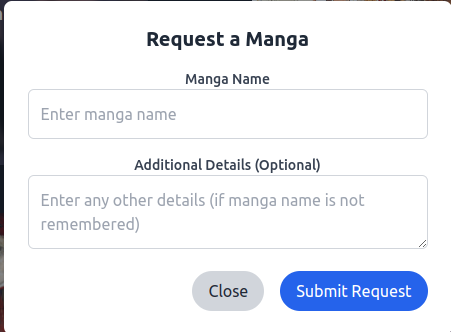 Request a Manga
Manga Name
Enter manga name
Additional Details (Optional)
Enter any other details (if manga name is not
remembered)
Close
Submit Request